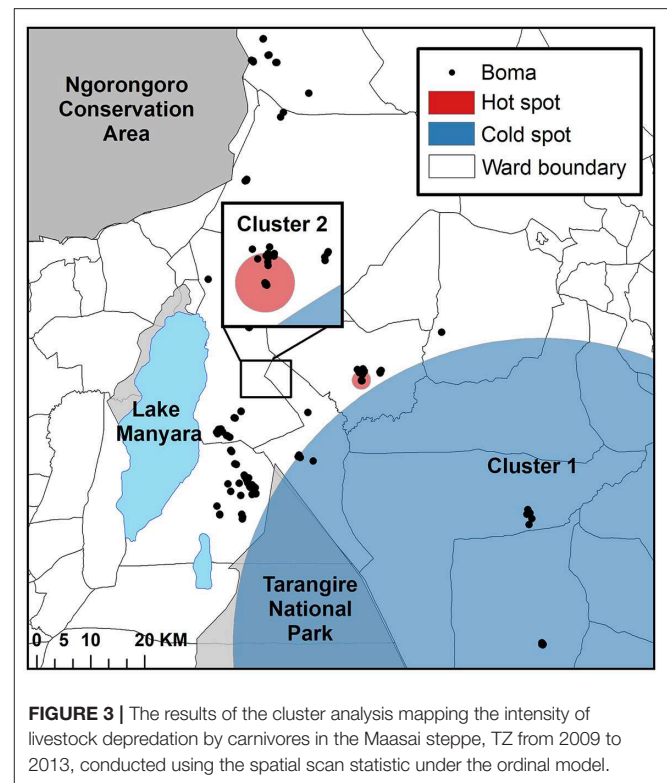 Ngorongoro
Conservation
Area
Boma
Hot spot
Cold spot
Ward boundary
Cluster 2
Lake
Manyara
Cluster 1
Tarangire
National
Park
0 5 10 20 KM
FIGURE 3 | The results of the cluster analysis mapping the intensity of
livestock depredation by carnivores in the Maasai steppe, TZ from 2009 to
2013, conducted using the spatial scan statistic under the ordinal model.